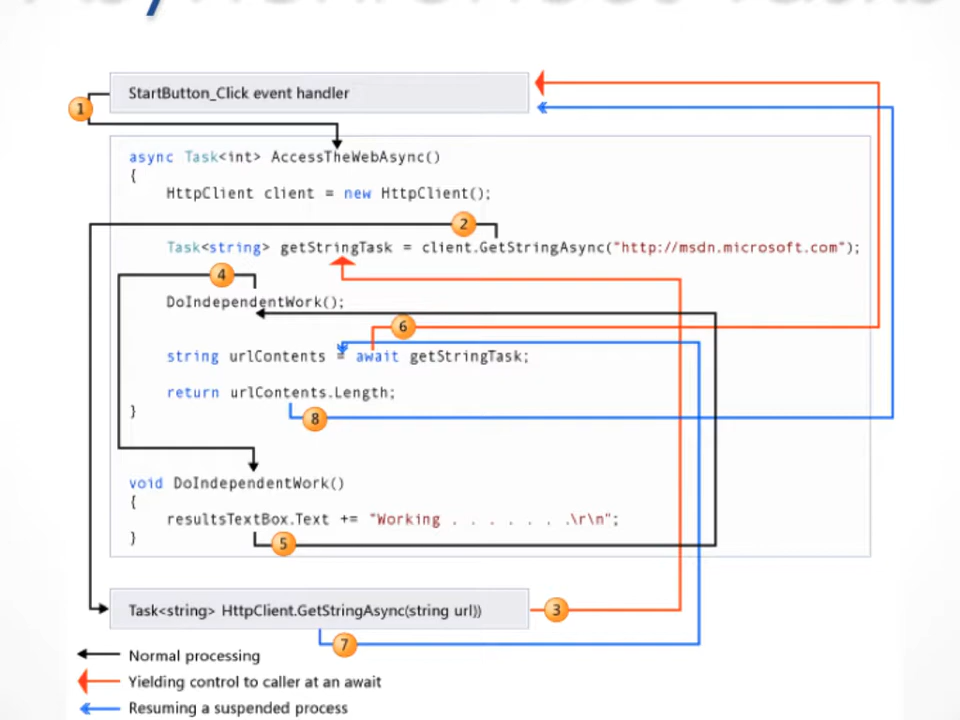 StartButton_Click event handler
1
async Task<int> AccessTheWebAsync()
{
HttpClient client = new HttpClient();
2
Task<string> getStringTask = client.GetStringAsync("http://msdn.microsoft.com");
4
DoIndependentWork();
6
string urlContents = await getStringTask;
return urlContents.Length;
}
8
void DoIndependentWork()
{
resultsTextBox.Text += "Working . . . . . . .\r\n";
}
5
Task<string> HttpClient.GetStringAsync(string url))
3
7
Normal processing
Yielding control to caller at an await
Resuming a suspended process